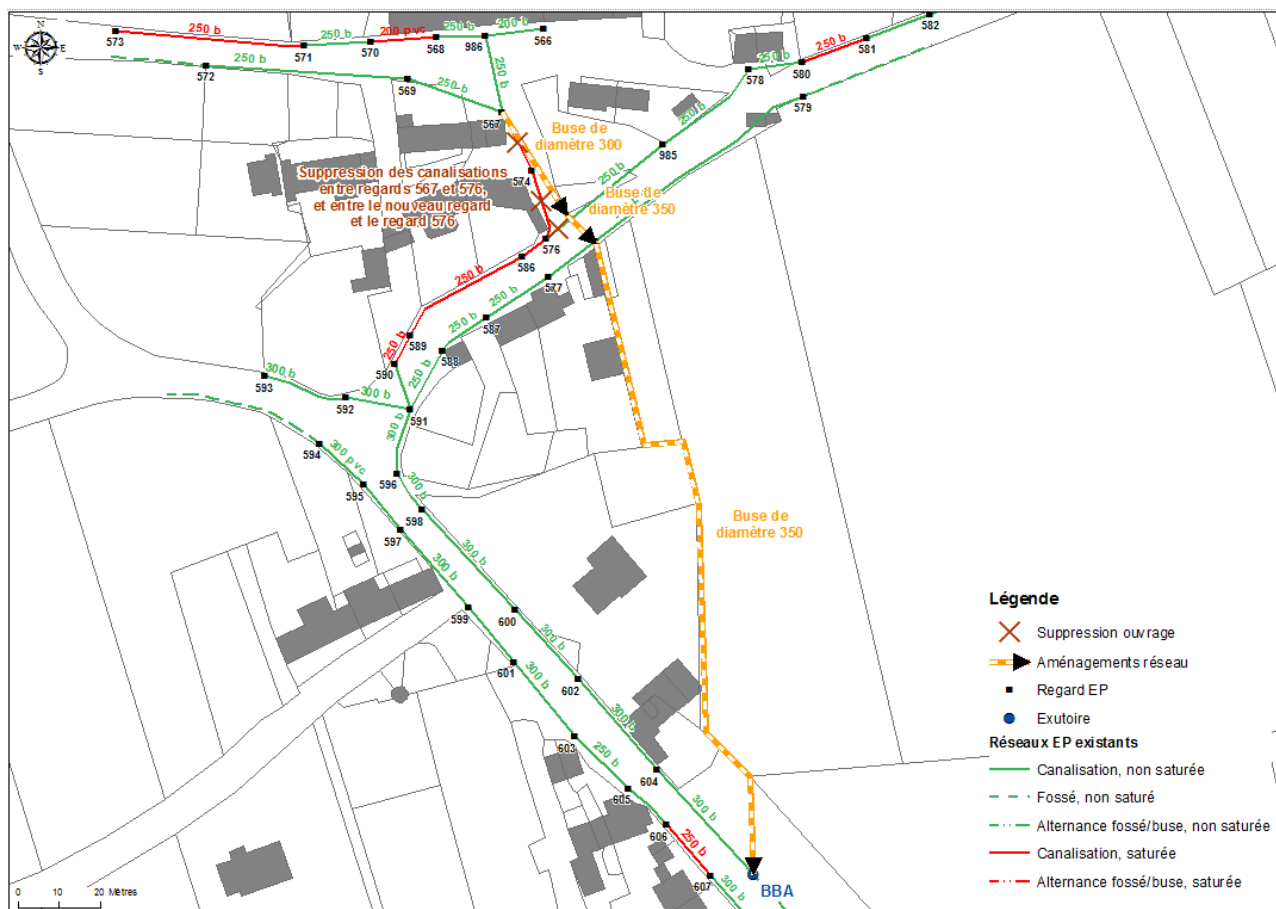 N
W E
S
573
250 b
571
570
200 pvc
568
250 b
986
200 b
566
582
581
250 b
580
250 b
578
579
572
250 b
569
250 b
250 b
567
Buse de
diamètre 300
250 b
985
Suppression des canalisations
entre regards 567 et 576,
et entre le nouveau regard
et le regard 576
574
250 b
Buse de
diamètre 350
576
586
577
250 b
250 b
587
250 b
589
588
250 b
590
250 b
593
300 b
592
300 b
591
300 b
594
300 pvc
595
596
300 b
598
597
300 b
300 b
599
600
Buse de
diamètre 350
601
300 b
300 b
602
603
300 b
250 b
604
605
300 b
606
250 b
607
300 b
BBA
Légende
Suppression ouvrage
Aménagements réseau
Regard EP
Exutoire
Réseaux EP existants
Canalisation, non saturée
Fossé, non saturé
Alternance fossé/buse, non saturée
Canalisation, saturée
Alternance fossé/buse, saturée
0 10 20 Mètres